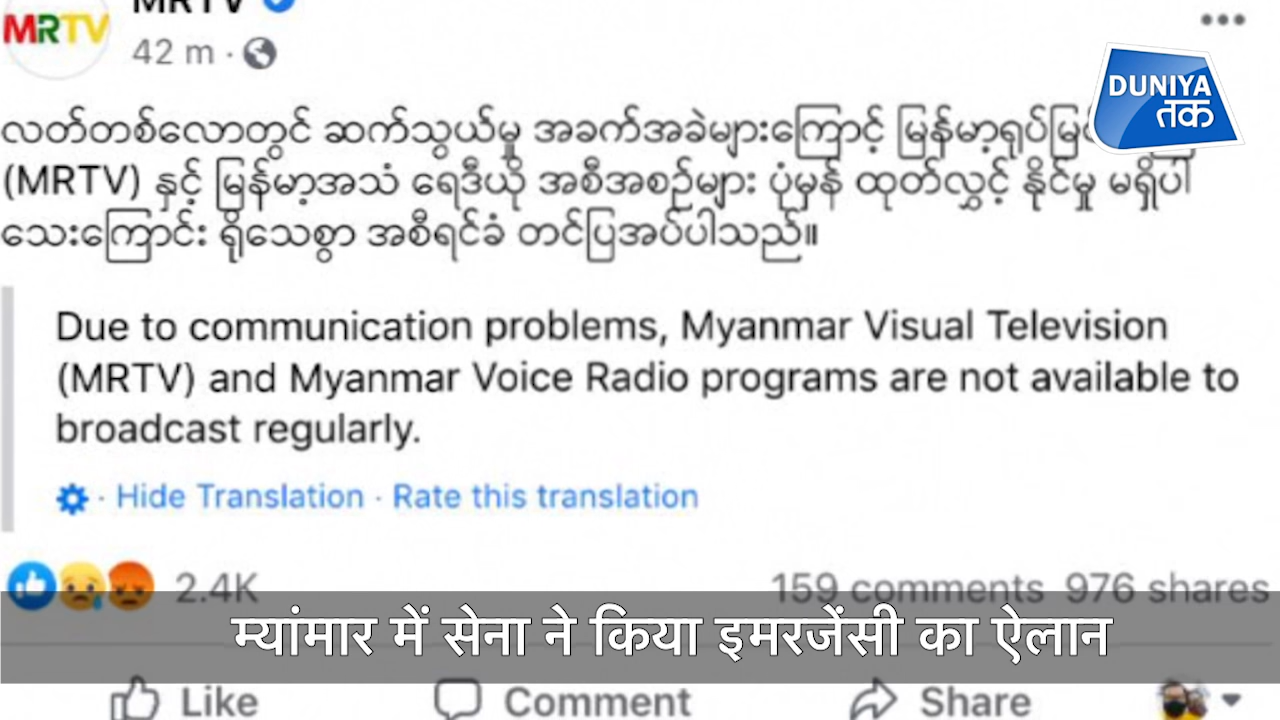 MRTV
MRTV
42 m ·
DUNIYA
तक
လတ်တစ်လောတွင် ဆက်သွယ်မှု အခက်အခဲများကြောင့် မြန်မာ့ရုပ်မြင်
(MRTV) နှင့် မြန်မာ့အသံ ရေဒီယို အစီအစဉ်များ ပုံမှန် ထုတ်လွှင့် နိုင်မှု မရှိပါ
သေးကြောင်း ရိုသေစွာ အစီရင်ခံ တင်ပြအပ်ပါသည်။
Due to communication problems, Myanmar Visual Television
(MRTV) and Myanmar Voice Radio programs are not available to
broadcast regularly.
· Hide Translation · Rate this translation
2.4K 159 comments 976 shares
म्यांमार में सेना ने किया इमरजेंसी का ऐलान
Like Comment Share